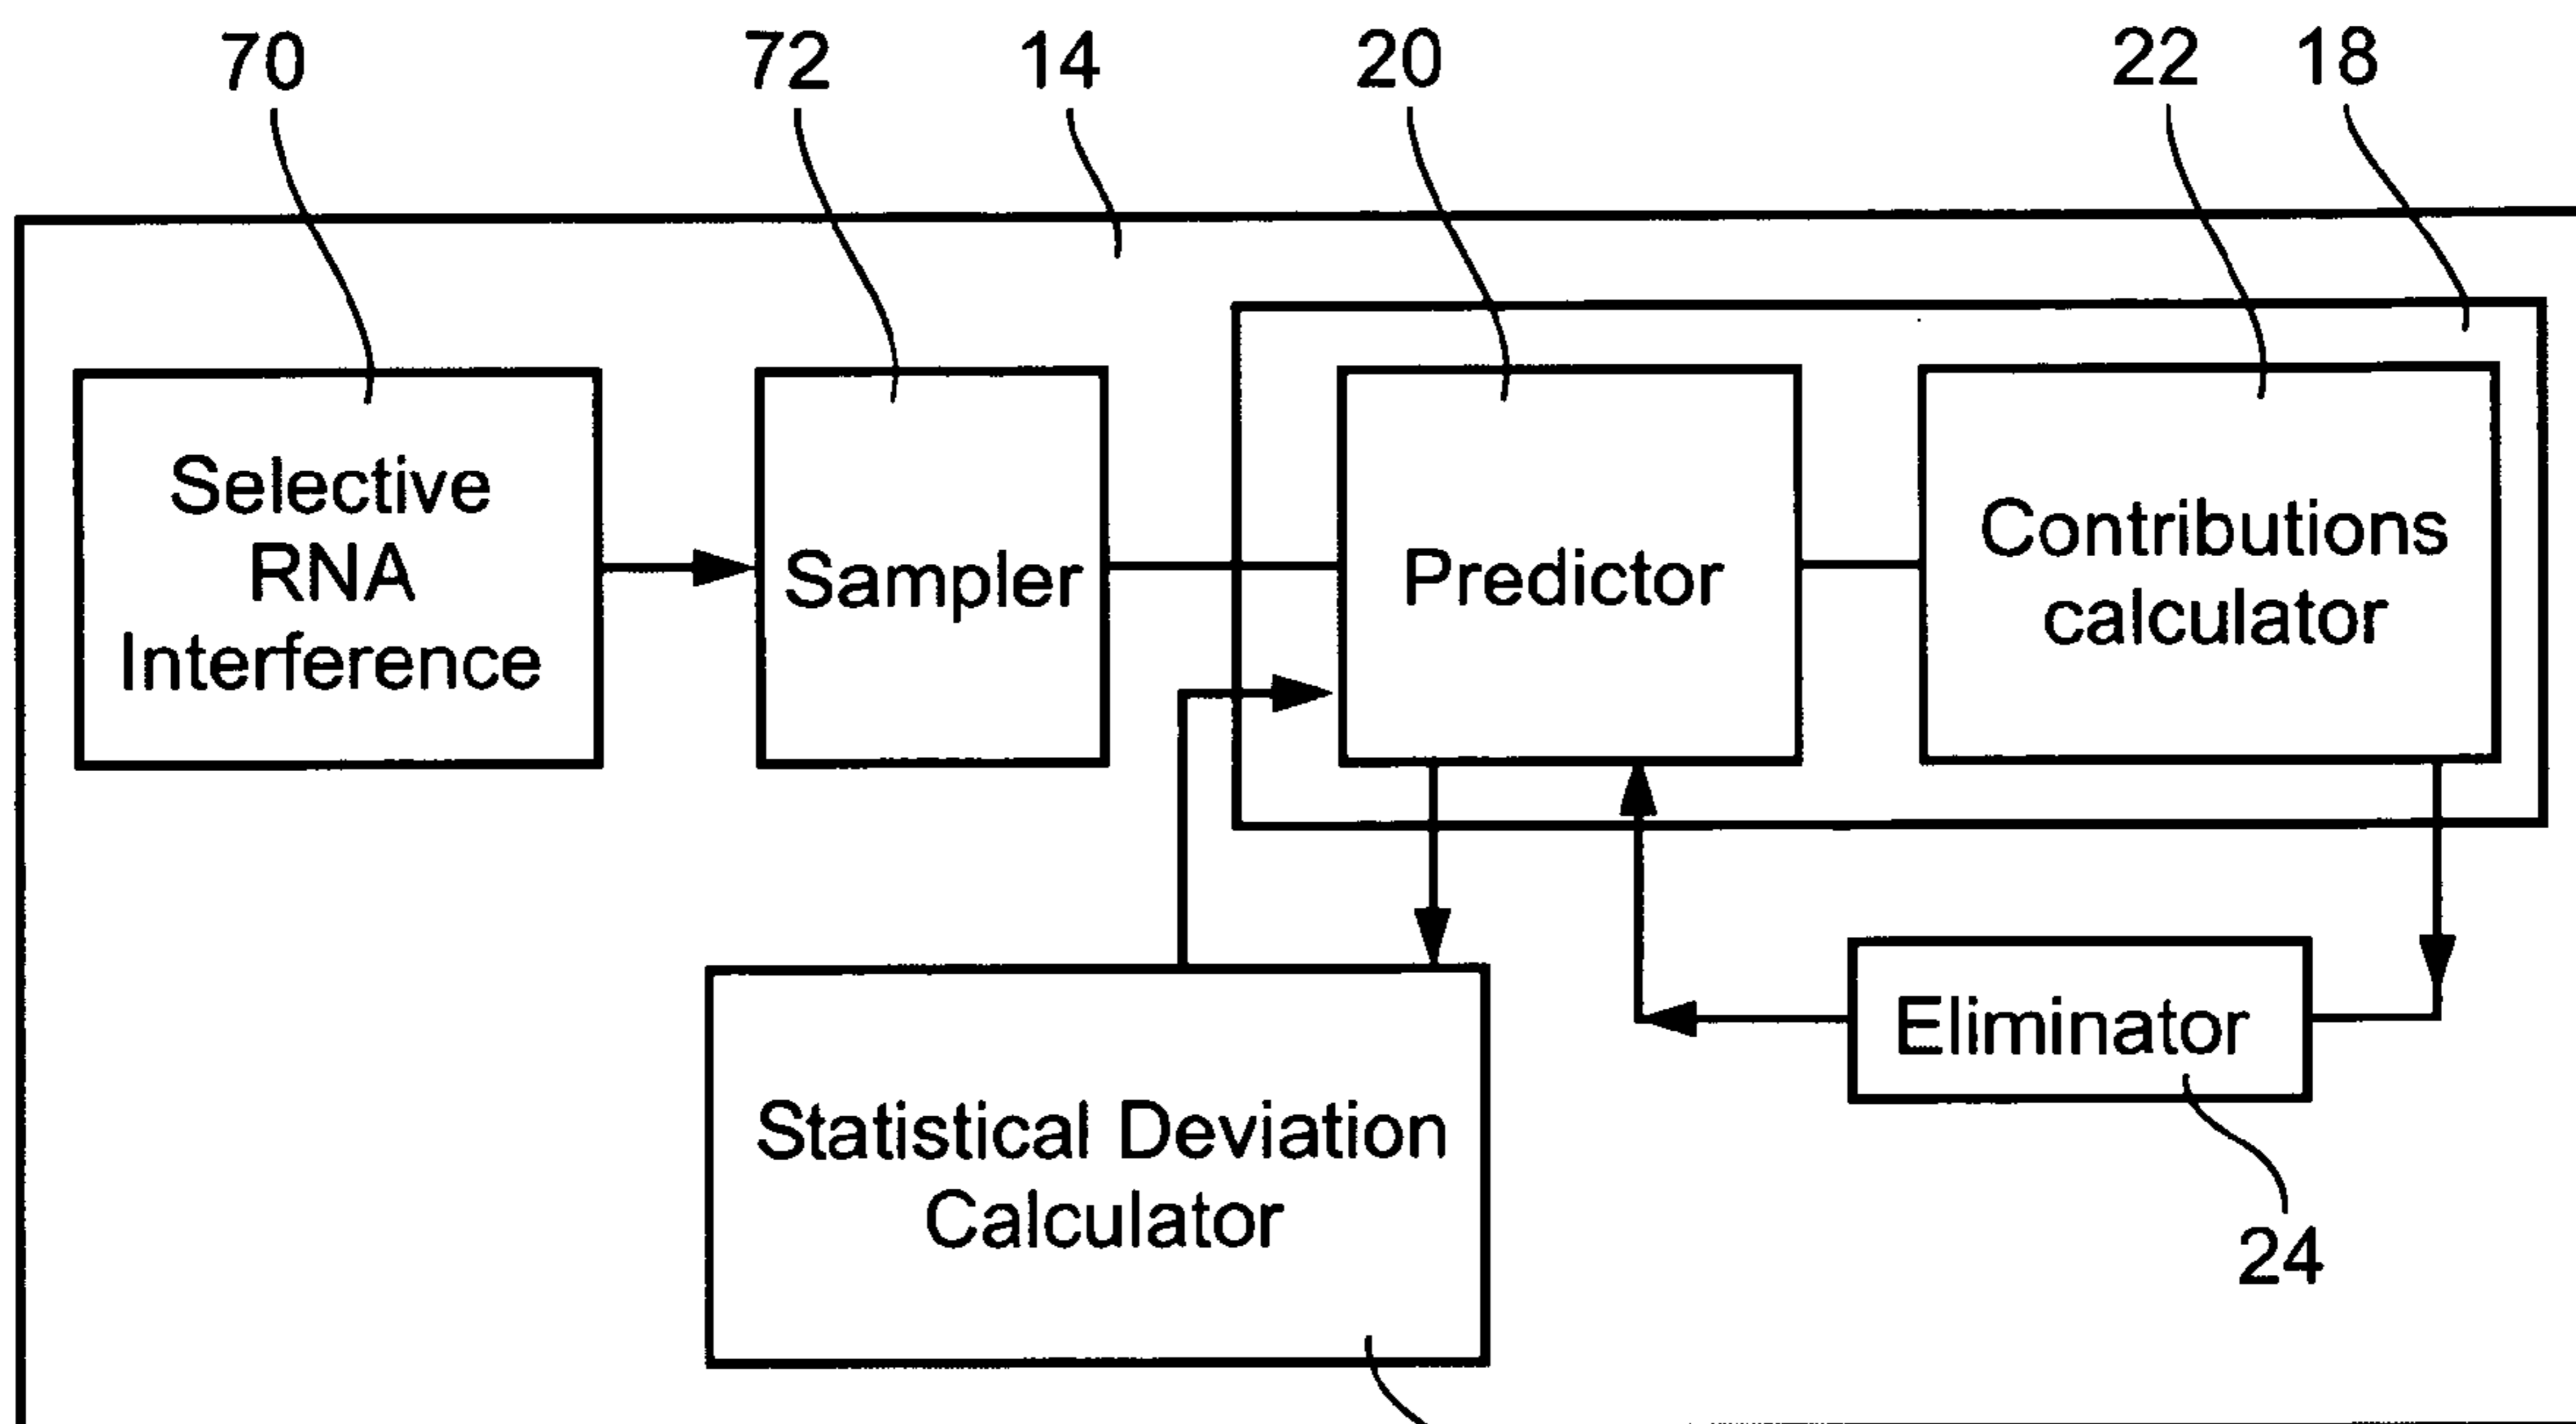 70 72 14 20 22 18
Selective
RNA
Interference
Sampler
Predictor
Contributions
calculator
Statistical Deviation
Calculator
Eliminator
24